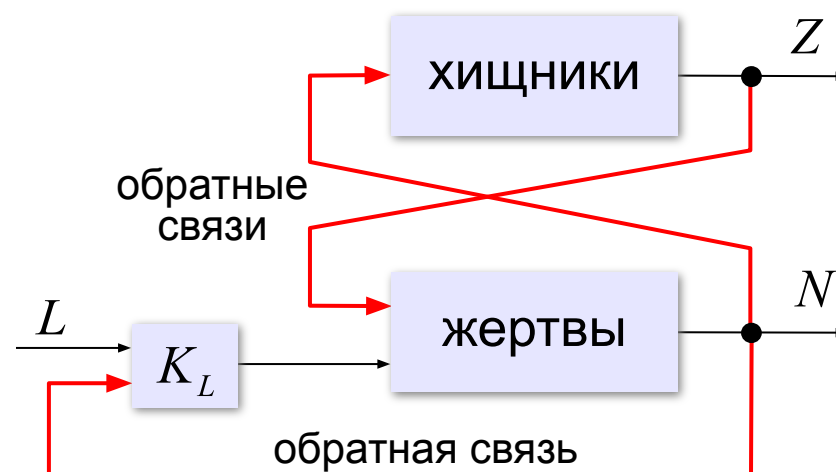 Z
хищники
обратные
связи
N
L
жертвы
K_L
обратная связь